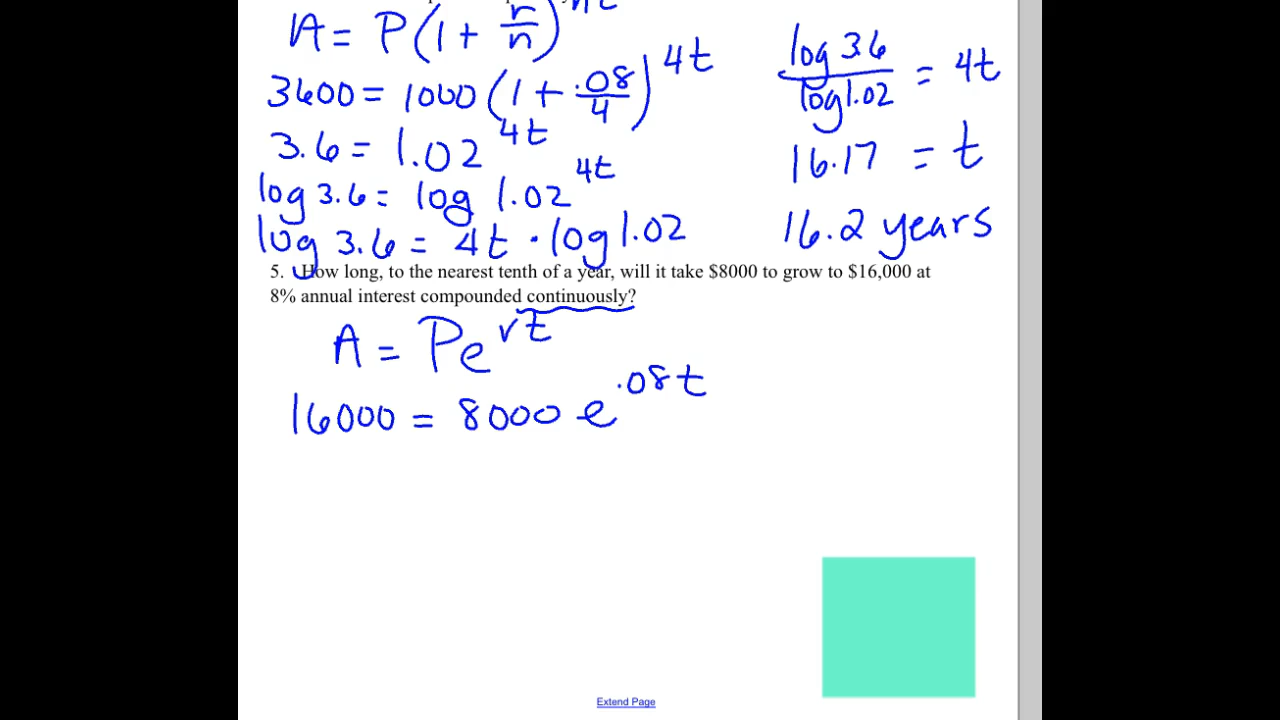 A = P(1 + r/n)^nt
3600 = 1000 (1 + .08/4)^4t
3.6 = 1.02^4t
log 3.6 = log 1.02^4t
log 3.6 = 4t · log 1.02
log 3.6 / log 1.02 = 4t
16.17 = t
16.2 years
5. How long, to the nearest tenth of a year, will it take $8000 to grow to $16,000 at
8% annual interest compounded continuously?
A = Pe^rt
16000 = 8000 e^.08t
Extend Page